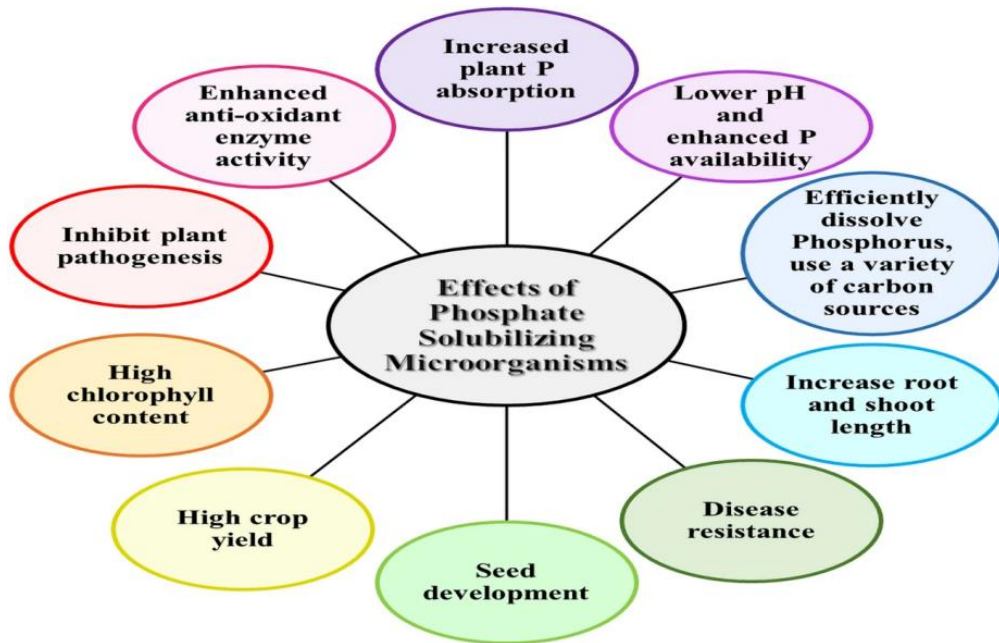 Increased
plant P
absorption
Lower pH
and
enhanced P
availability
Efficiently
dissolve
Phosphorus,
use a variety
of carbon
sources
Increase root
and shoot
length
Disease
resistance
Seed
development
High crop
yield
High
chlorophyll
content
Inhibit plant
pathogenesis
Enhanced
anti-oxidant
enzyme
activity
Effects of
Phosphate
Solubilizing
Microorganisms